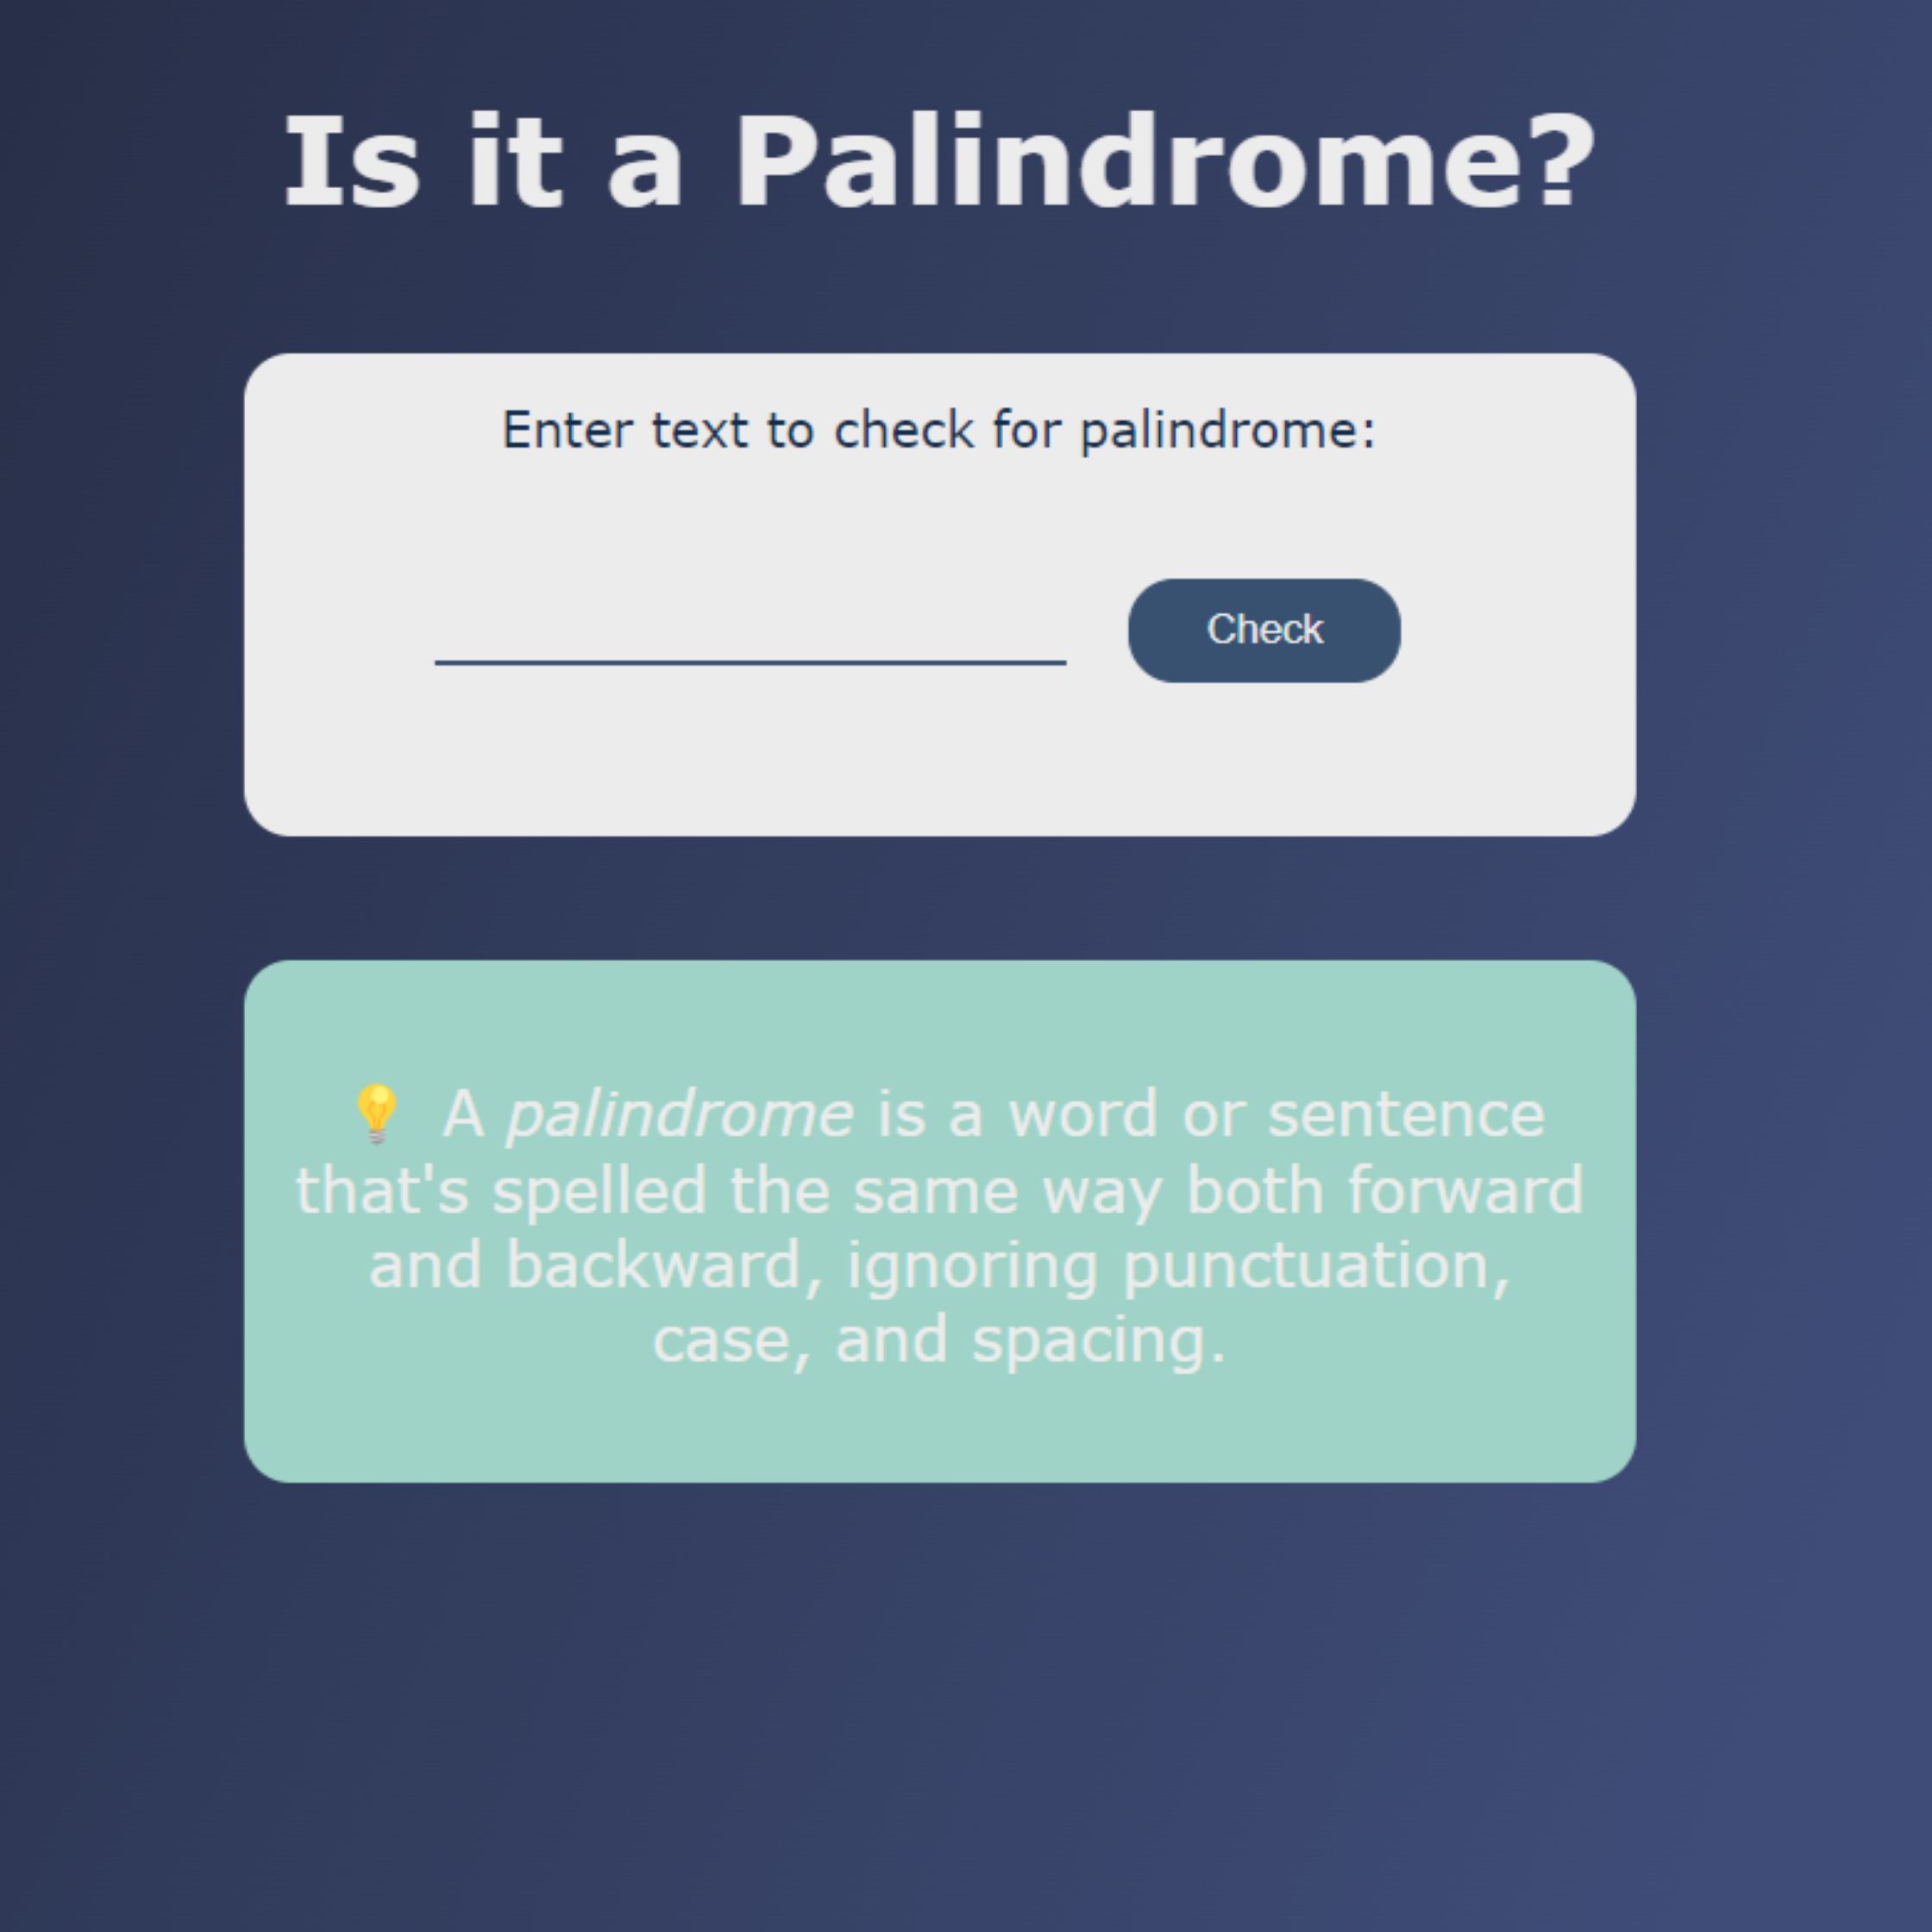 Is it a Palindrome?
Enter text to check for palindrome:
Check
💡 A palindrome is a word or sentence
that's spelled the same way both forward
and backward, ignoring punctuation,
case, and spacing.